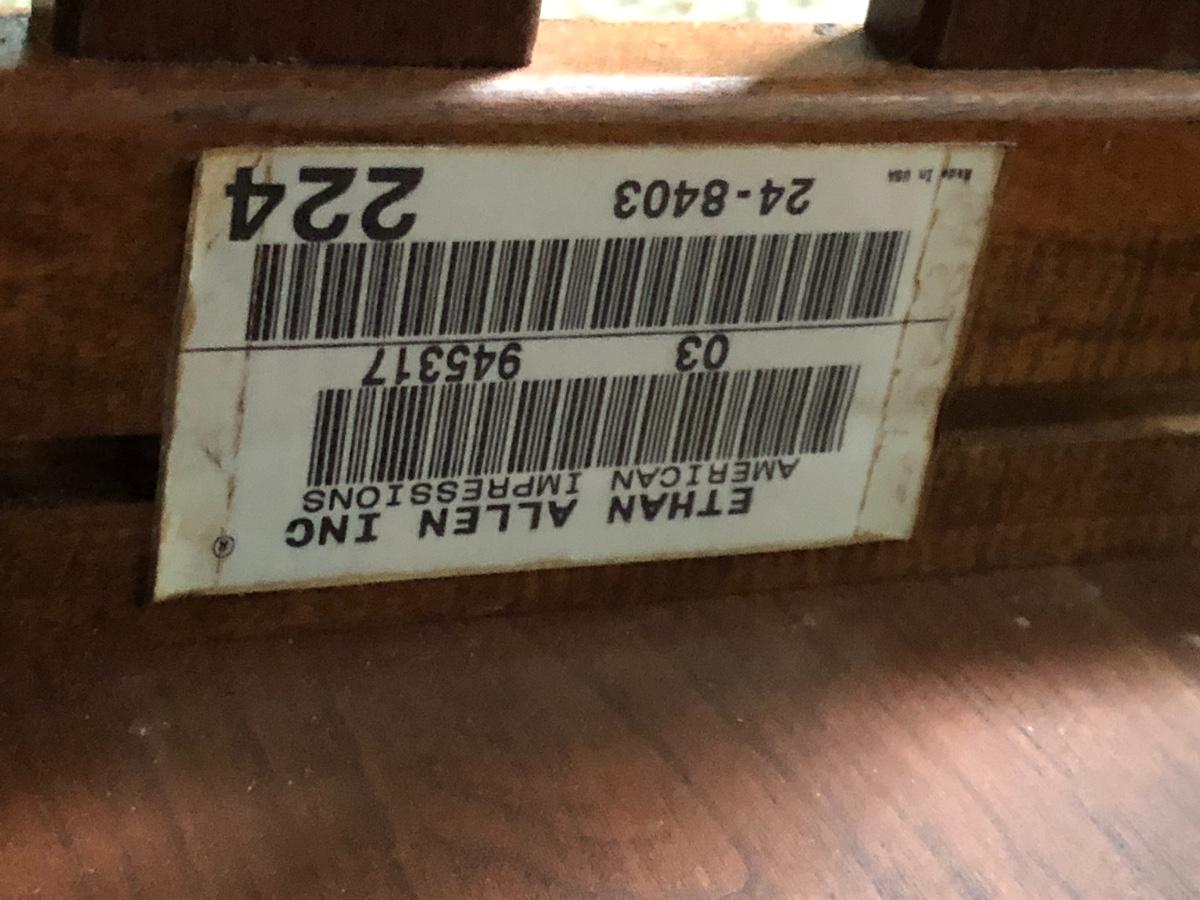 ETHAN ALLEN INC
AMERICAN IMPRESSIONS
03 945317
Made In USA 24-8403 224